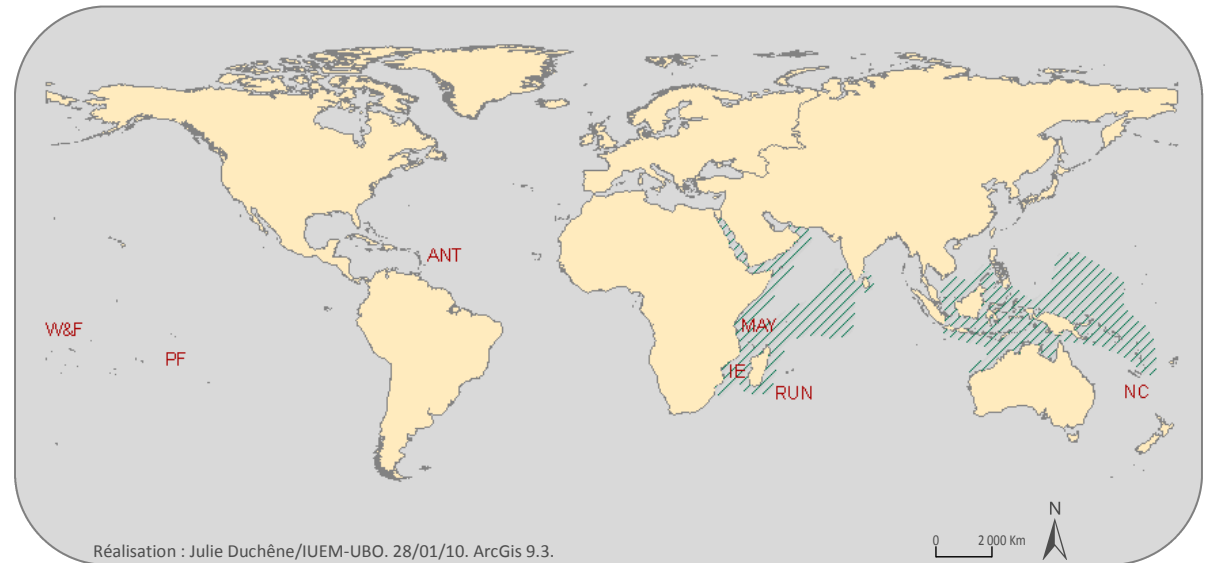 ANT
W&F
MAY
PF
IE
RUN
NC
N
Réalisation : Julie Duchêne/IUEM-UBO. 28/01/10. ArcGis 9.3.
0 2 000 Km